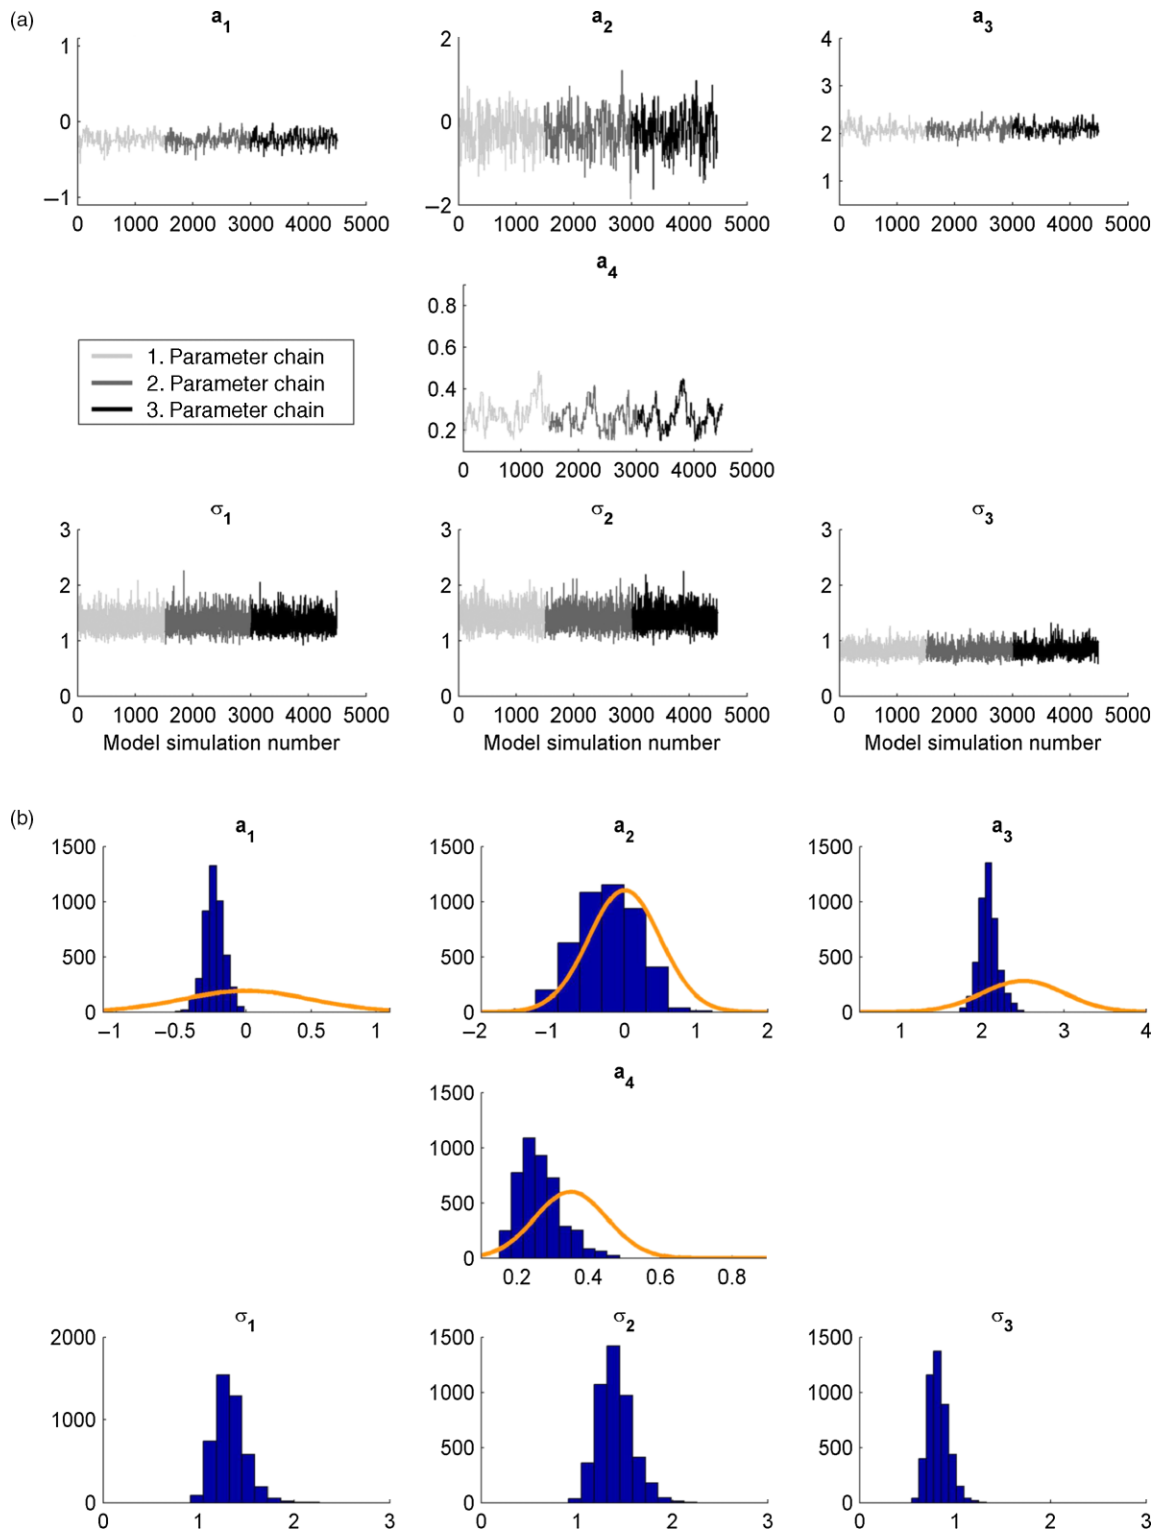 (a)
a1
a2
a3
1
0
–1
2
0
–2
4
3
2
1
0 1000 2000 3000 4000 5000
0 1000 2000 3000 4000 5000
0 1000 2000 3000 4000 5000
a4
0.8
0.6
0.4
0.2
0 1000 2000 3000 4000 5000
1. Parameter chain
2. Parameter chain
3. Parameter chain
σ1
σ2
σ3
3
2
1
0
3
2
1
0
3
2
1
0
0 1000 2000 3000 4000 5000
0 1000 2000 3000 4000 5000
0 1000 2000 3000 4000 5000
Model simulation number
Model simulation number
Model simulation number
(b)
a1
a2
a3
1500
1000
500
0
1500
1000
500
0
1500
1000
500
0
–1 –0.5 0 0.5 1
–2 –1 0 1 2
1 2 3 4
a4
1500
1000
500
0
0.2 0.4 0.6 0.8
σ1
σ2
σ3
2000
1000
0
1500
1000
500
0
1500
1000
500
0
0 1 2 3
0 1 2 3
0 1 2 3